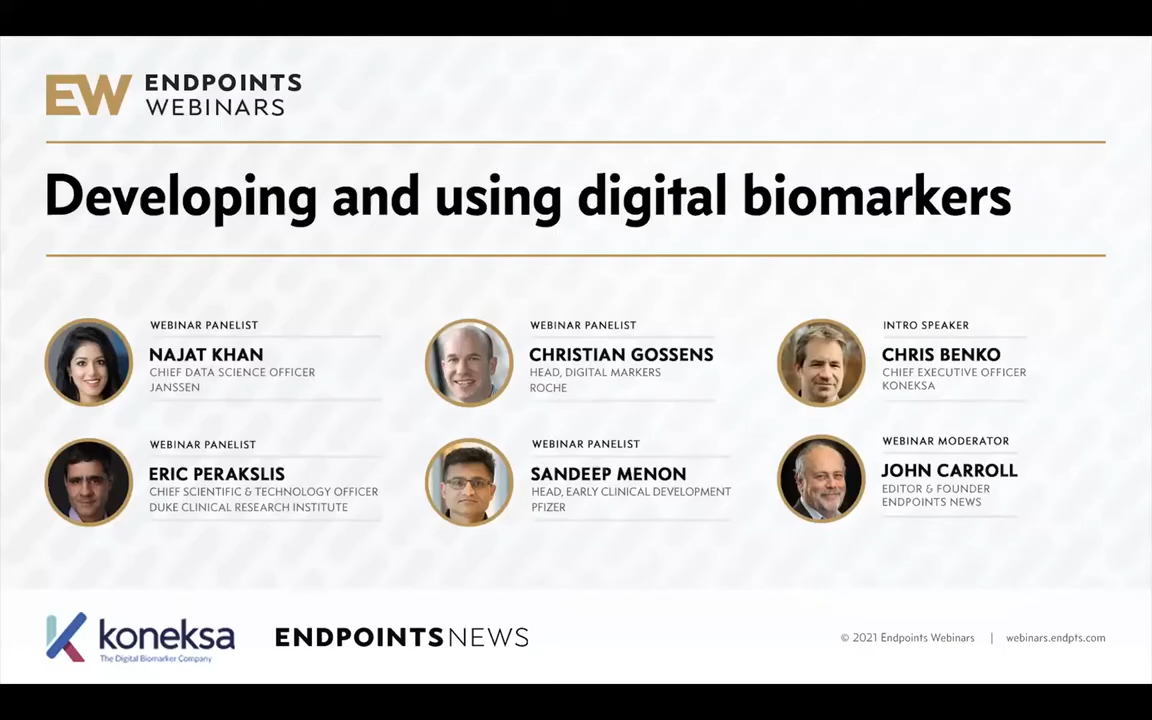 EW ENDPOINTS
WEBINARS
Developing and using digital biomarkers
WEBINAR PANELIST
NAJAT KHAN
CHIEF DATA SCIENCE OFFICER
JANSSEN
WEBINAR PANELIST
CHRISTIAN GOSSENS
HEAD, DIGITAL MARKERS
ROCHE
INTRO SPEAKER
CHRIS BENKO
CHIEF EXECUTIVE OFFICER
KONEKSA
WEBINAR PANELIST
ERIC PERAKSLIS
CHIEF SCIENTIFIC & TECHNOLOGY OFFICER
DUKE CLINICAL RESEARCH INSTITUTE
WEBINAR PANELIST
SANDEEP MENON
HEAD, EARLY CLINICAL DEVELOPMENT
PFIZER
WEBINAR MODERATOR
JOHN CARROLL
EDITOR & FOUNDER
ENDPOINTS NEWS
koneksa
The Digital Biomarker Company
ENDPOINTS NEWS
© 2021 Endpoints Webinars | webinars.endpts.com